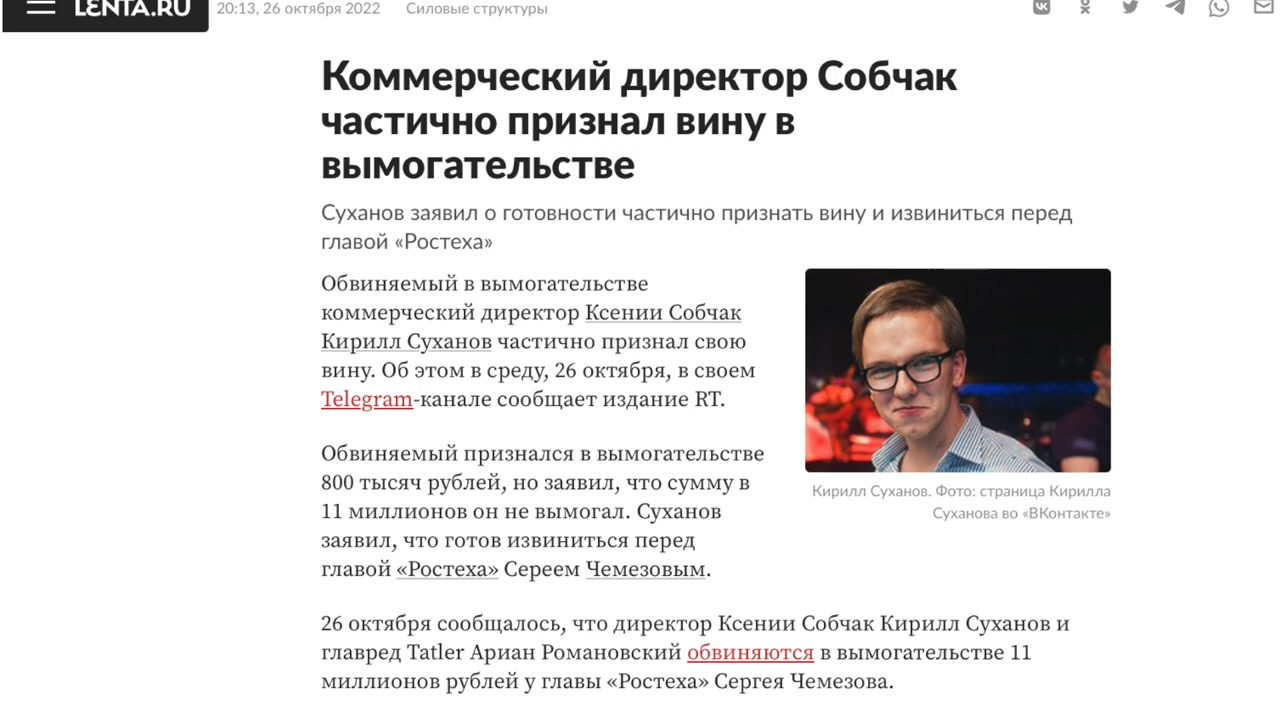 LENTA.RU
20:13, 26 октября 2022 Силовые структуры
Коммерческий директор Собчак
частично признал вину в
вымогательстве
Суханов заявил о готовности частично признать вину и извиниться перед
главой «Ростеха»
Обвиняемый в вымогательстве
коммерческий директор Ксении Собчак
Кирилл Суханов частично признал свою
вину. Об этом в среду, 26 октября, в своем
Telegram-канале сообщает издание RT.
Обвиняемый признался в вымогательстве
800 тысяч рублей, но заявил, что сумму в
11 миллионов он не вымогал. Суханов
заявил, что готов извиниться перед
главой «Ростеха» Сереем Чемезовым.
Кирилл Суханов. Фото: страница Кирилла
Суханова во «ВКонтакте»
26 октября сообщалось, что директор Ксении Собчак Кирилл Суханов и
главред Tatler Ариан Романовский обвиняются в вымогательстве 11
миллионов рублей у главы «Ростеха» Сергея Чемезова.